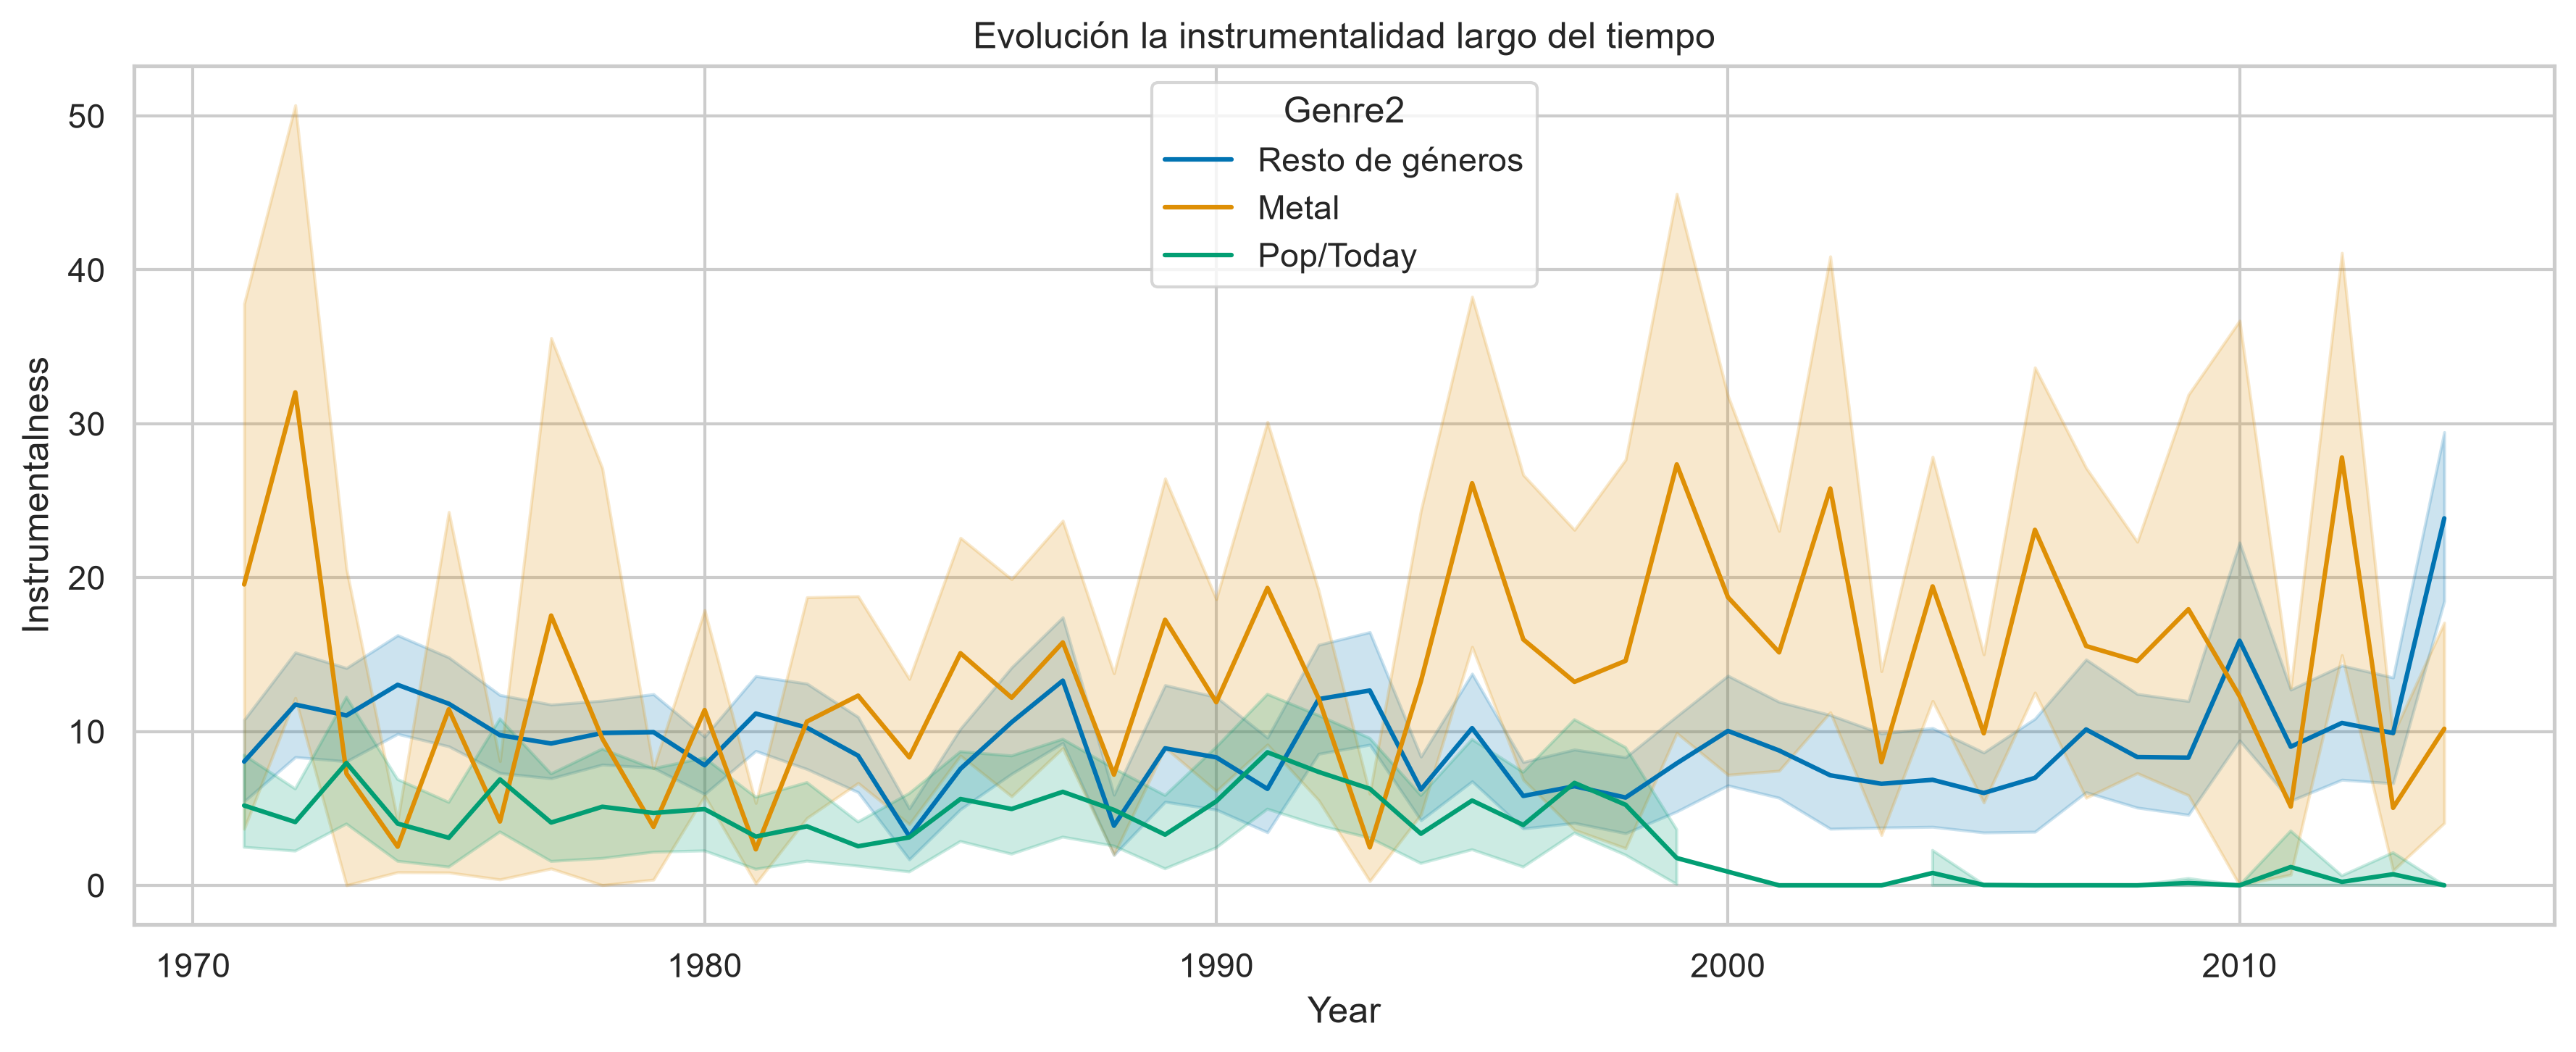 Evolución la instrumentalidad largo del tiempo
Genre2
Resto de géneros
Metal
Pop/Today
Instrumentalness
50
40
30
20
10
0
1970
1980
1990
2000
2010
Year